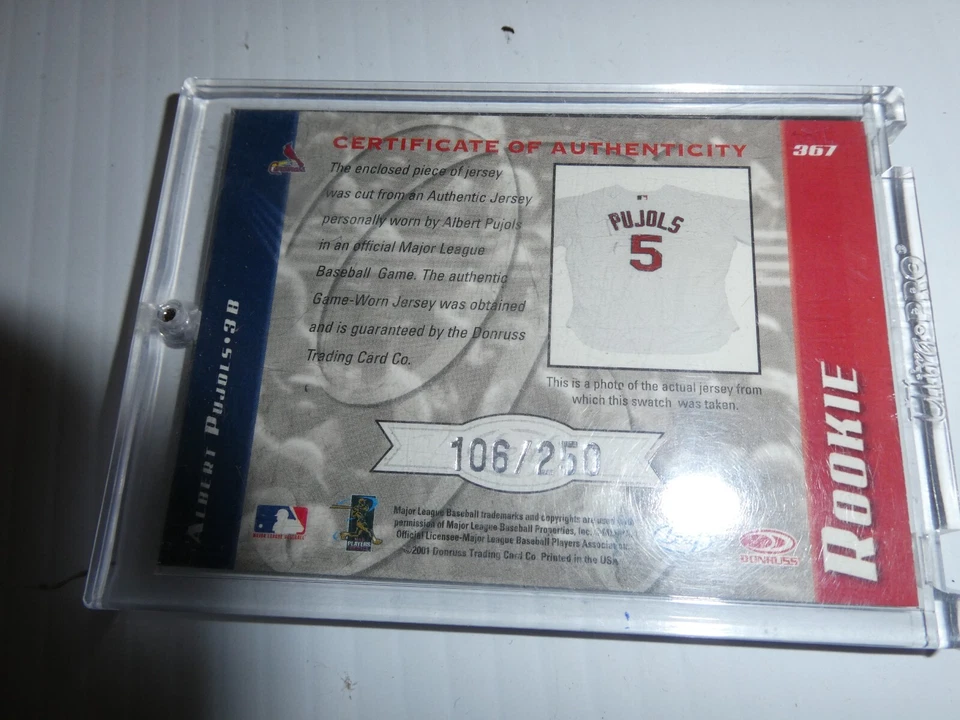 CERTIFICATE OF AUTHENTICITY
367
The enclosed piece of jersey
was cut from an Authentic Jersey
personally worn by Albert Pujols
in an official Major League
Baseball Game. The authentic
Game-Worn Jersey was obtained
and is guaranteed by the Donruss
Trading Card Co.
PUJOLS
5
This is a photo of the actual jersey from
which this swatch was taken.
106/250
ALBERT PUJOLS•3B
ROOKIE
Major League Baseball trademarks and copyrights are used
permission of Major League Baseball Properties, Inc.
Official Licensee-Major League Baseball Players
©2001 Donruss Trading Card Co. Printed in the USA
PLAYERS
DONRUSS